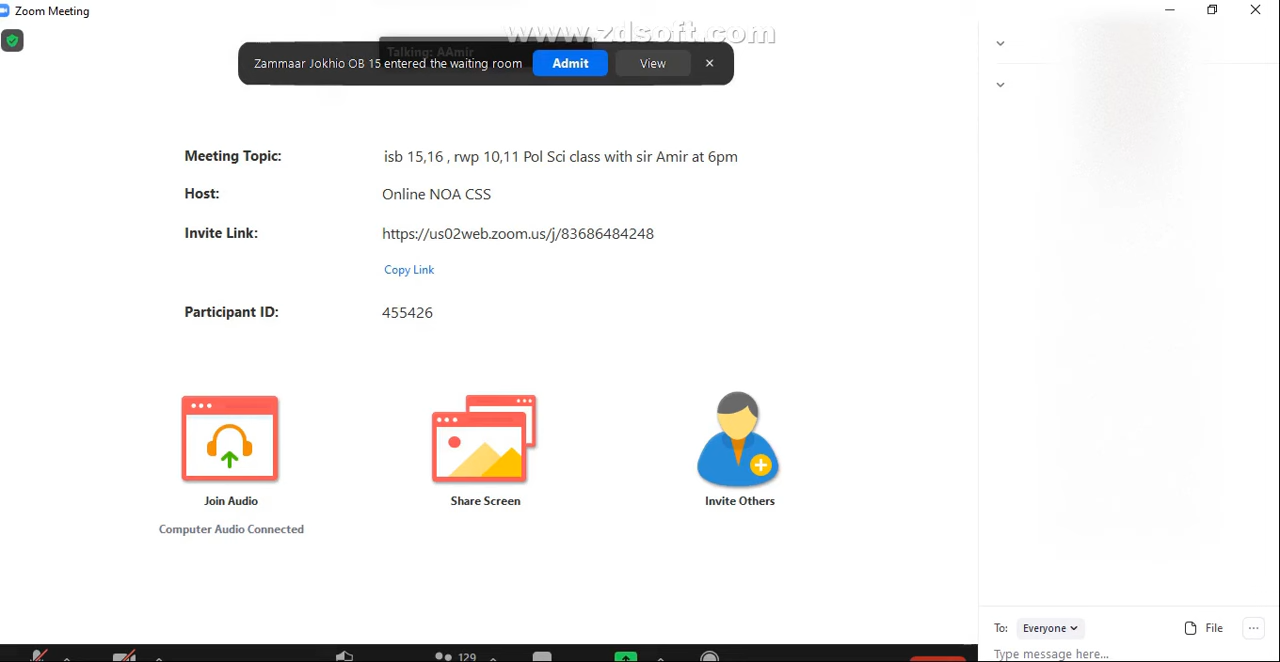 Zoom Meeting
www.zdsoft.com
Talking: AAmir
Zammaar Jokhio OB 15 entered the waiting room
Admit
View
Meeting Topic:
isb 15,16 , rwp 10,11 Pol Sci class with sir Amir at 6pm
Host:
Online NOA CSS
Invite Link:
https://us02web.zoom.us/j/83686484248
Copy Link
Participant ID:
455426
Join Audio
Share Screen
Invite Others
Computer Audio Connected
To:
Everyone
File
Type message here...
129